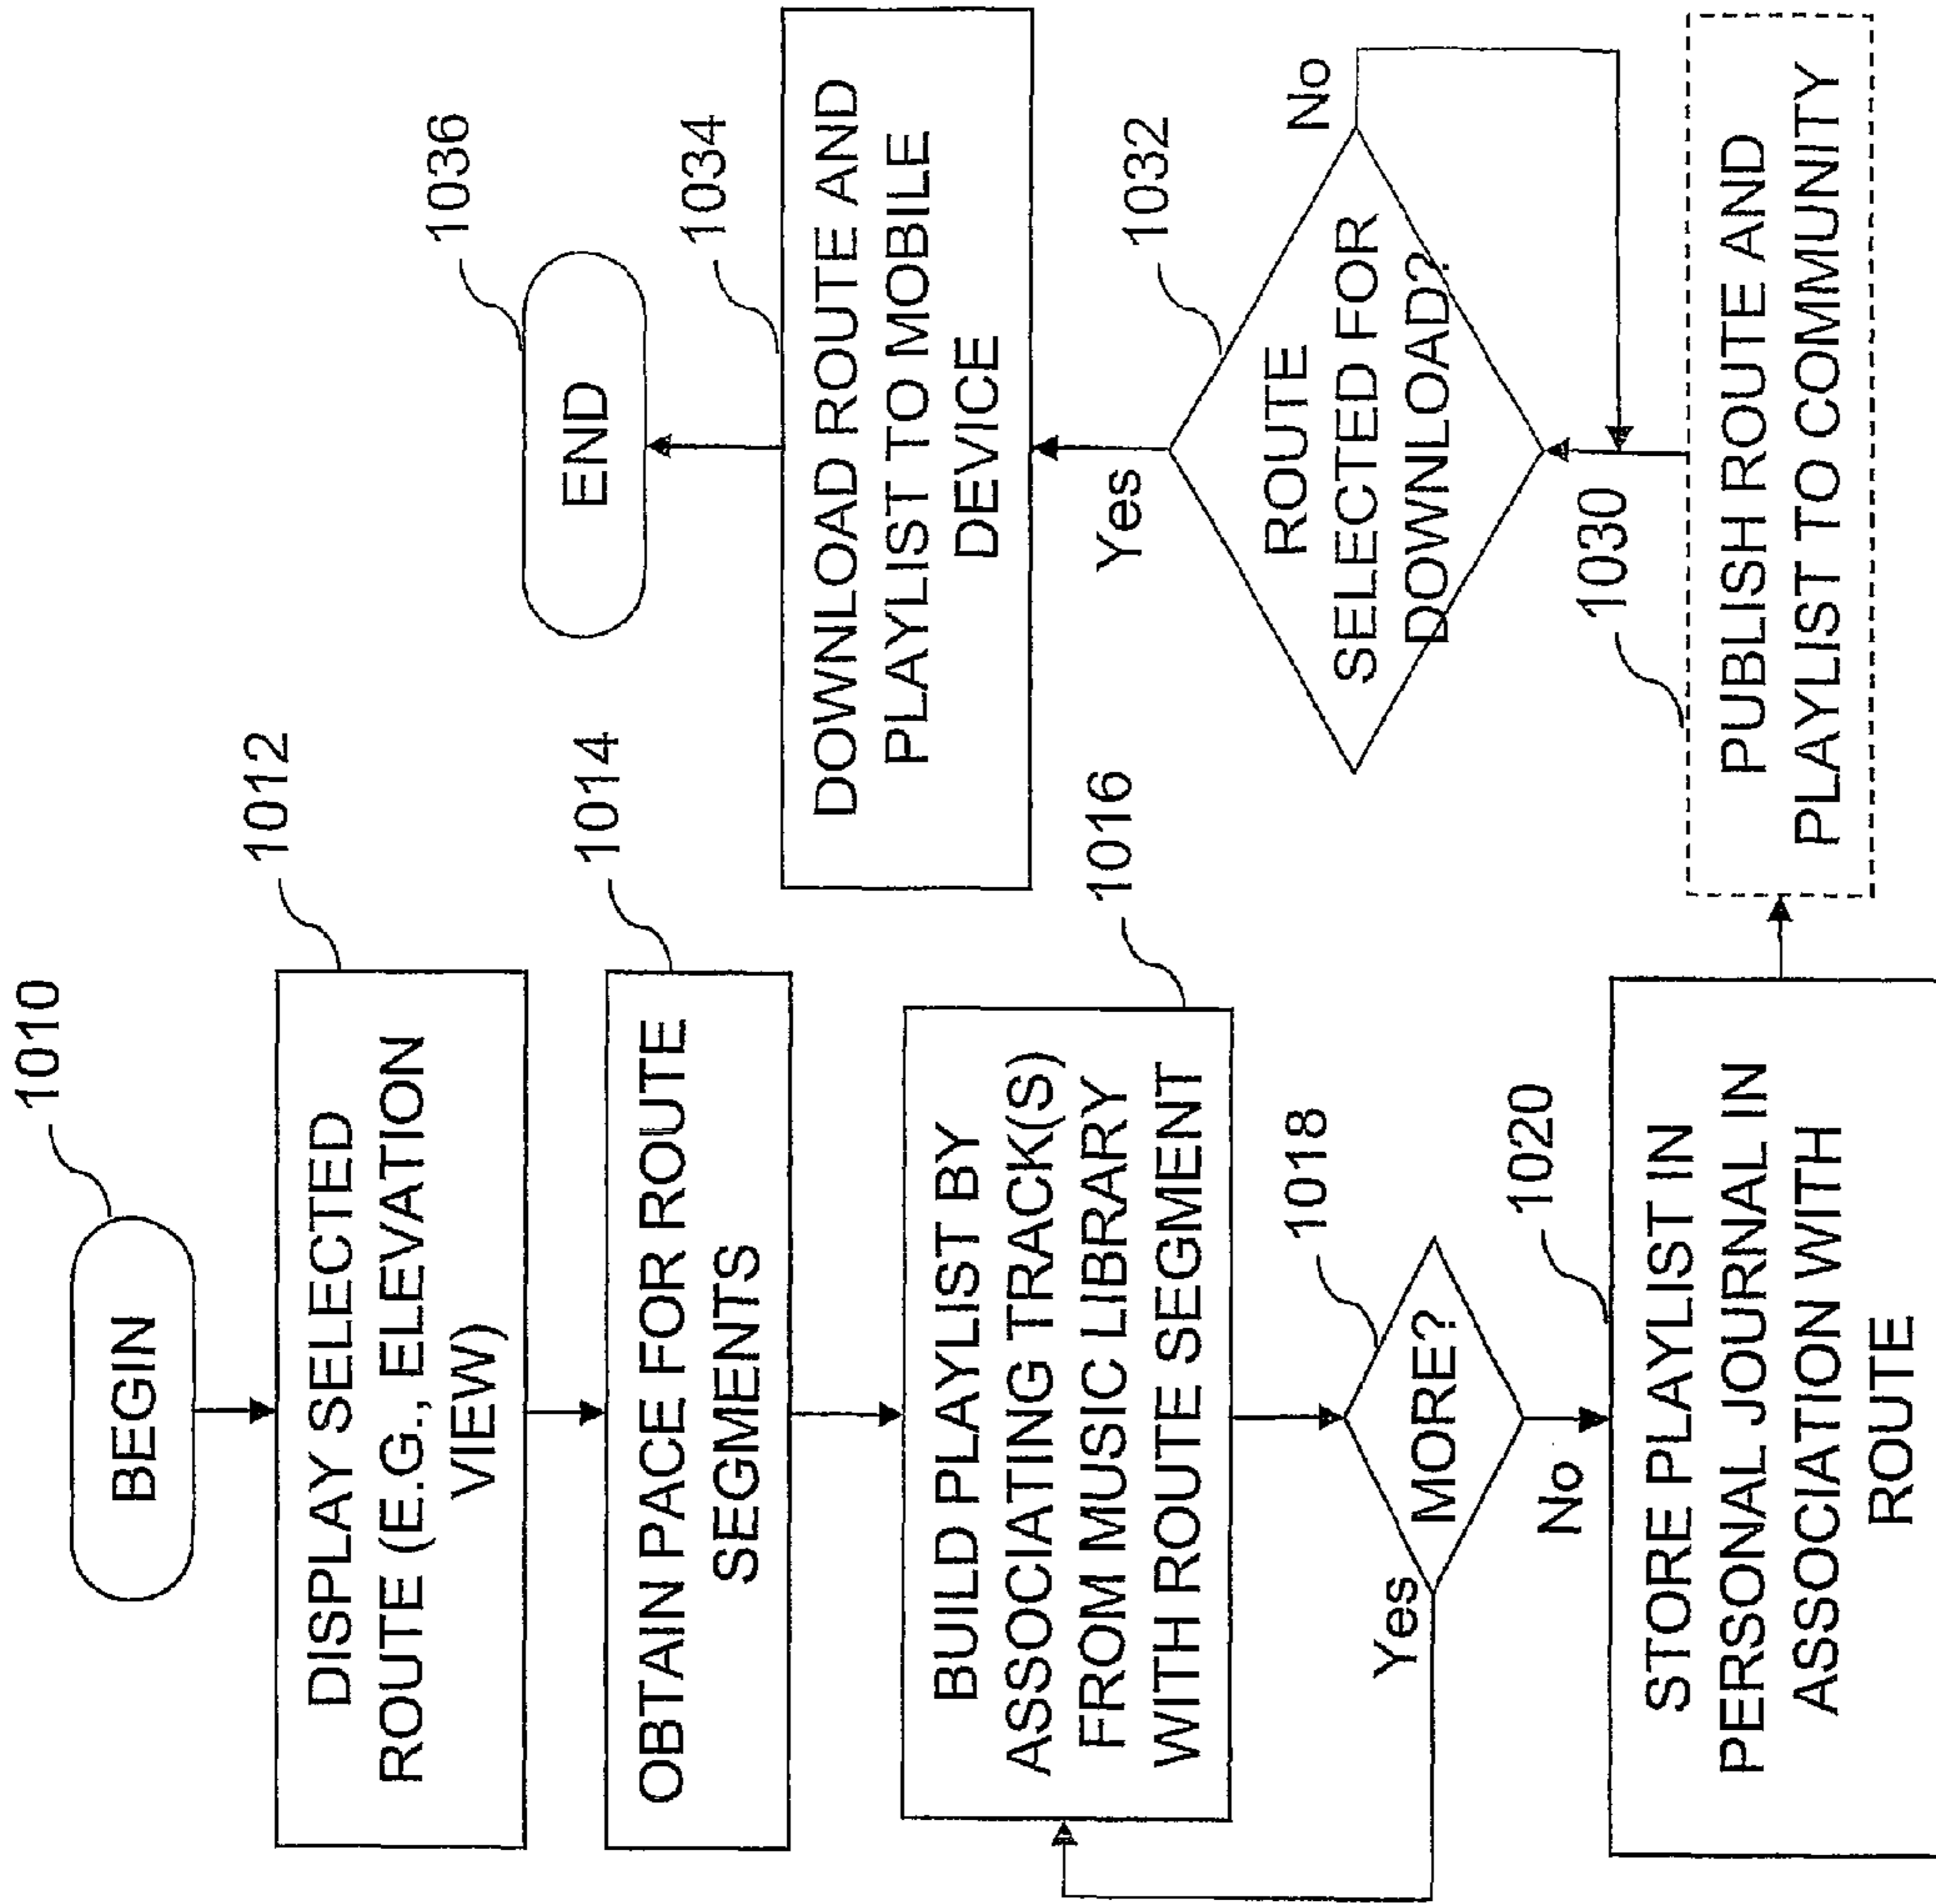 1010
BEGIN
1012
DISPLAY SELECTED
ROUTE (E.G., ELEVATION
VIEW)
1014
OBTAIN PACE FOR ROUTE
SEGMENTS
1016
BUILD PLAYLIST BY
ASSOCIATING TRACK(S)
FROM MUSIC LIBRARY
WITH ROUTE SEGMENT
1018
MORE?
Yes
No
1020
STORE PLAYLIST IN
PERSONAL JOURNAL IN
ASSOCIATION WITH
ROUTE
1030
PUBLISH ROUTE AND
PLAYLIST TO COMMUNITY
1032
ROUTE
SELECTED FOR
DOWNLOAD?
No
Yes
1034
DOWNLOAD ROUTE AND
PLAYLIST TO MOBILE
DEVICE
1036
END